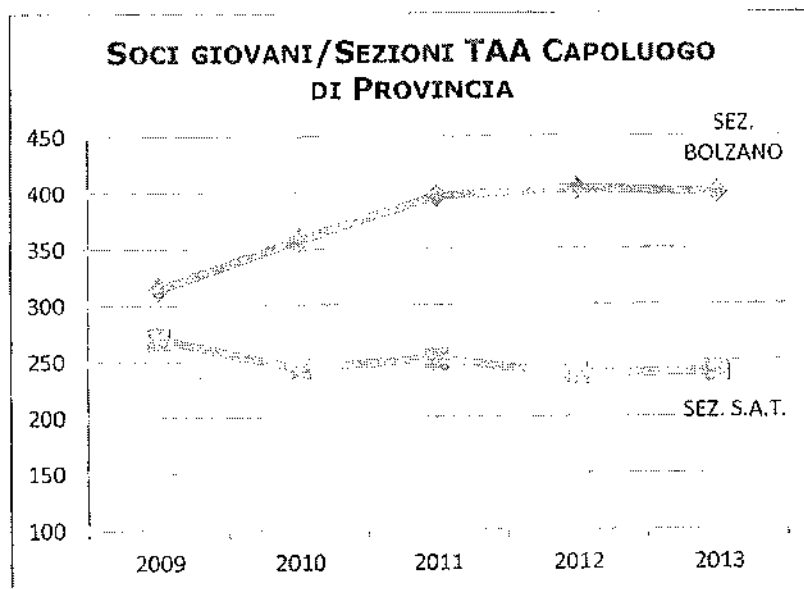 SOCI GIOVANI/SEZIONI TAA CAPOLUOGO
DI PROVINCIA
450
400
350
300
250
200
150
100
SEZ.
BOLZANO
SEZ. S.A.T.
2009 2010 2011 2012 2013